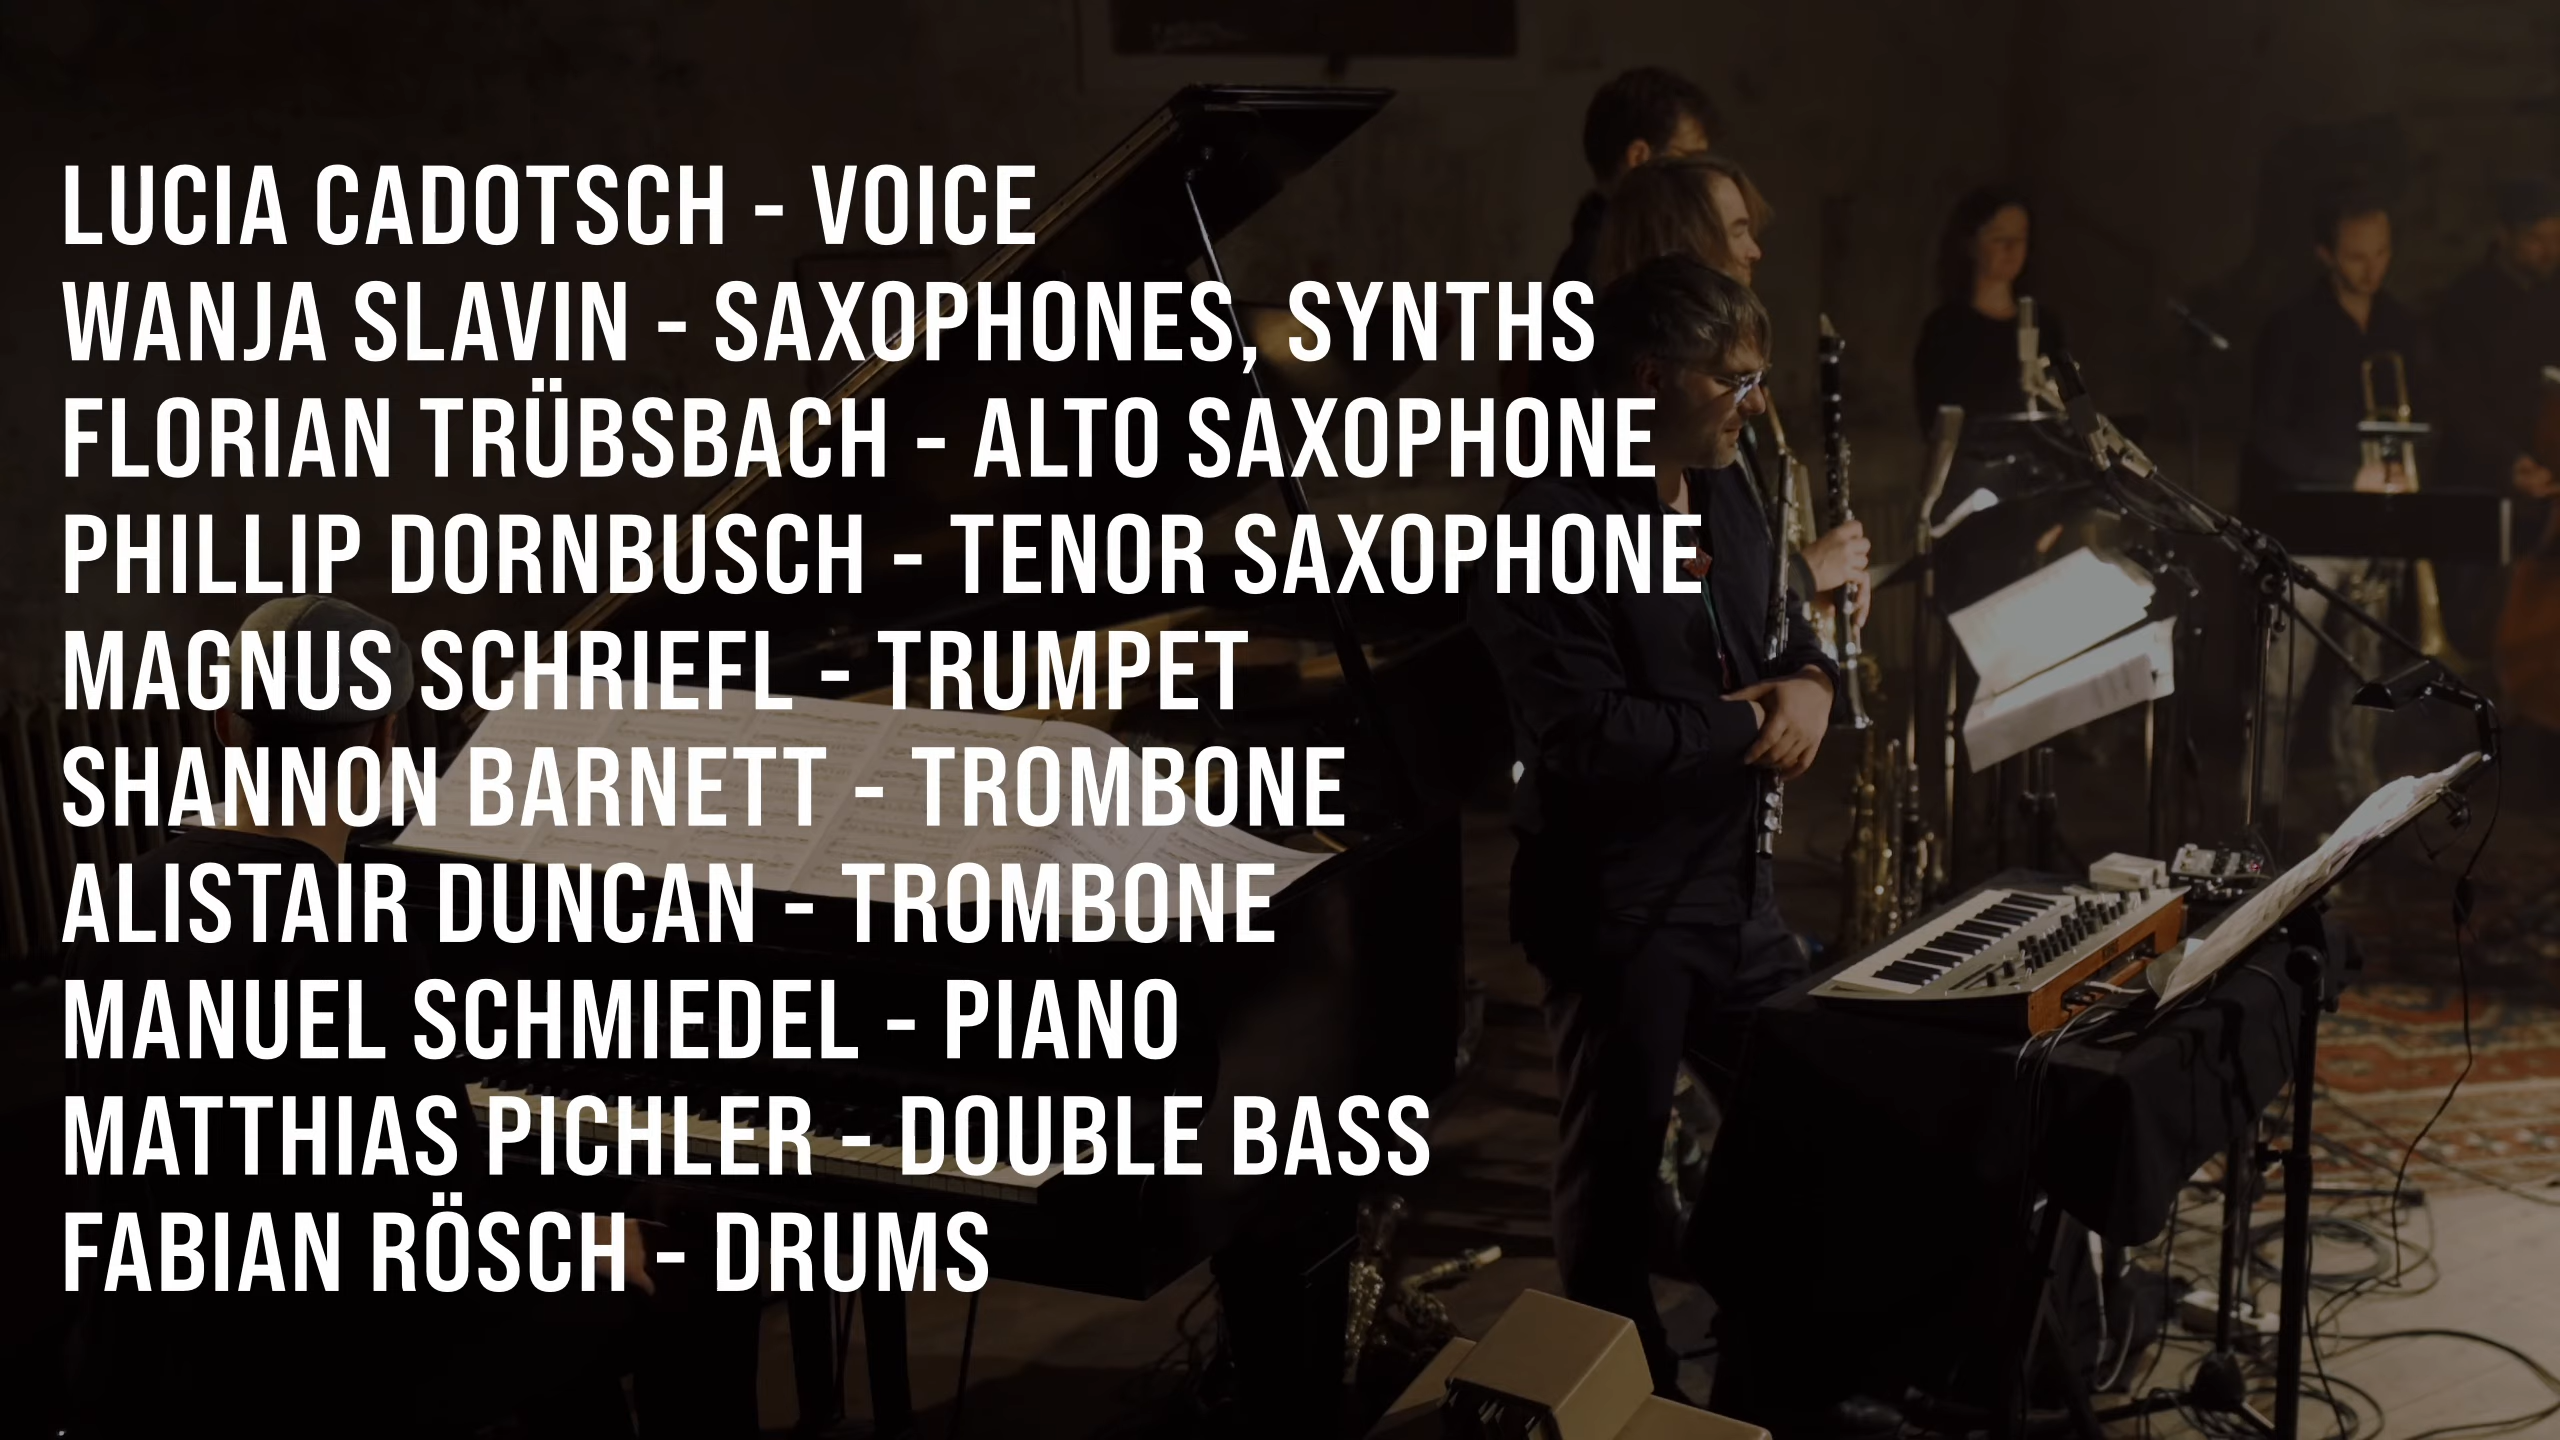 LUCIA CADOTSCH - VOICE
WANJA SLAVIN - SAXOPHONES, SYNTHS
FLORIAN TRÜBSBACH - ALTO SAXOPHONE
PHILLIP DORNBUSCH - TENOR SAXOPHONE
MAGNUS SCHRIEFL - TRUMPET
SHANNON BARNETT - TROMBONE
ALISTAIR DUNCAN - TROMBONE
MANUEL SCHMIEDEL - PIANO
MATTHIAS PICHLER - DOUBLE BASS
FABIAN RÖSCH - DRUMS